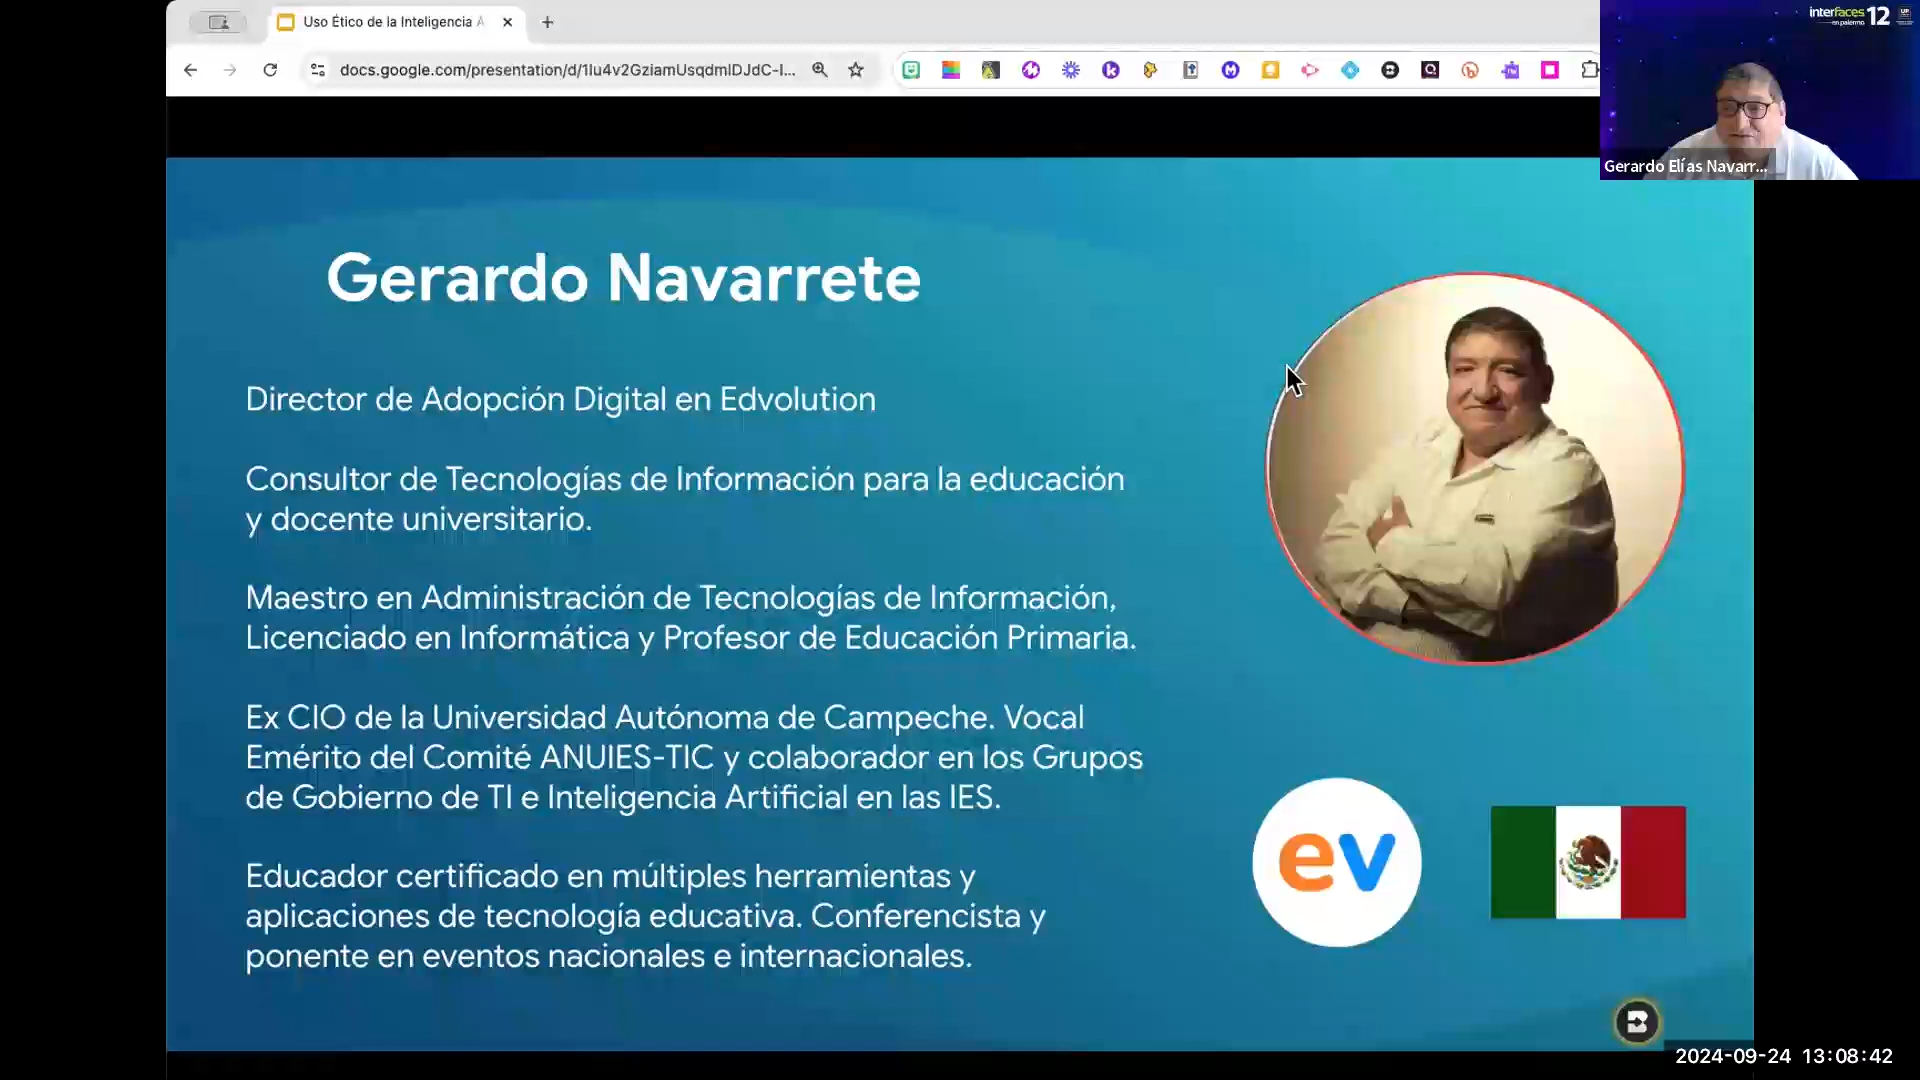 Uso Ético de la Inteligencia A
docs.google.com/presentation/d/1Iu4v2GziamUsqdmIDJdC-I...
interfaces 12
en palermo
UP
Gerardo Elías Navarr...
Gerardo Navarrete
Director de Adopción Digital en Edvolution
Consultor de Tecnologías de Información para la educación
y docente universitario.
Maestro en Administración de Tecnologías de Información,
Licenciado en Informática y Profesor de Educación Primaria.
Ex CIO de la Universidad Autónoma de Campeche. Vocal
Emérito del Comité ANUIES-TIC y colaborador en los Grupos
de Gobierno de TI e Inteligencia Artificial en las IES.
Educador certificado en múltiples herramientas y
aplicaciones de tecnología educativa. Conferencista y
ponente en eventos nacionales e internacionales.
ev
2024-09-24 13:08:42